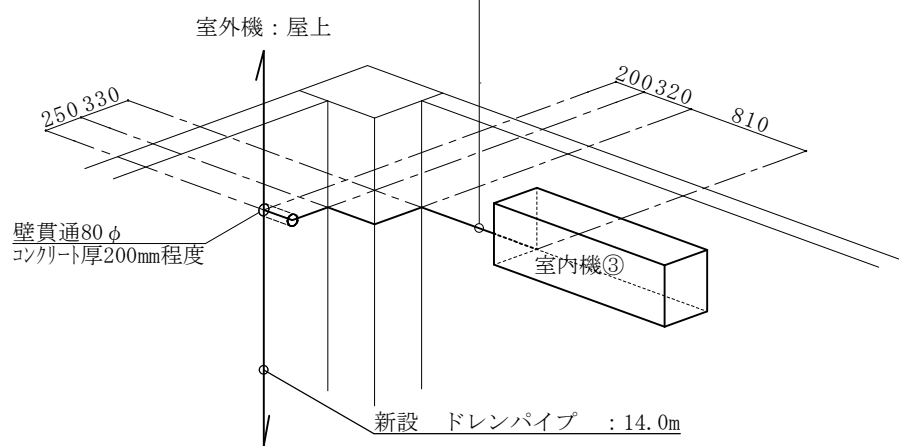 室外機：屋上
200 320
810
250 330
壁貫通80φ
コンクリート厚200mm程度
室内機③
新設　ドレンパイプ　：14.0m